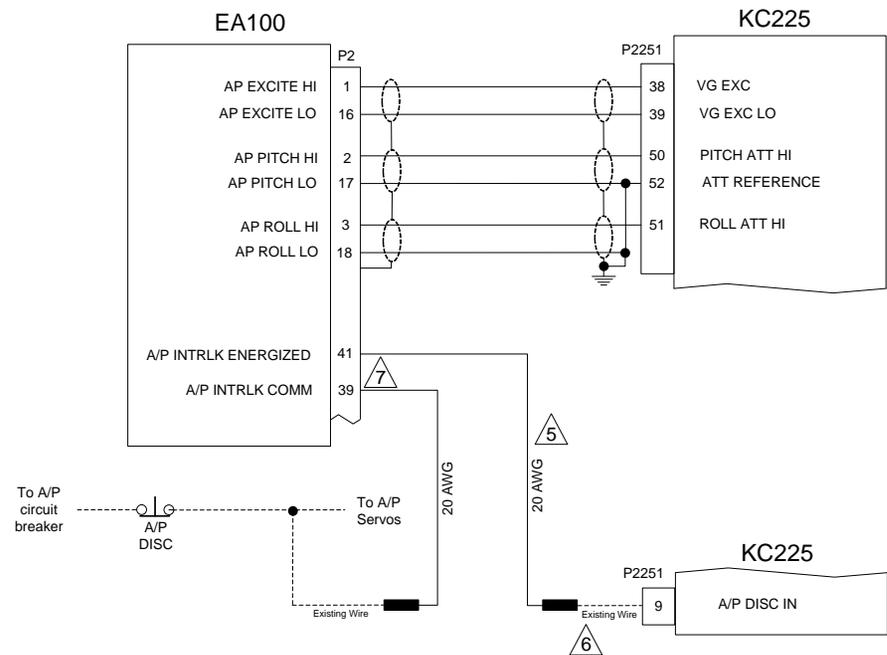 EA100
KC225
P2
P2251
AP EXCITE HI 1 38 VG EXC
AP EXCITE LO 16 39 VG EXC LO
AP PITCH HI 2 50 PITCH ATT HI
AP PITCH LO 17 52 ATT REFERENCE
AP ROLL HI 3 51 ROLL ATT HI
AP ROLL LO 18
A/P INTRLK ENERGIZED 41
7
A/P INTRLK COMM 39
5
20 AWG
20 AWG
To A/P
circuit
breaker
A/P
DISC
To A/P
Servos
KC225
P2251
9 A/P DISC IN
Existing Wire
Existing Wire
6